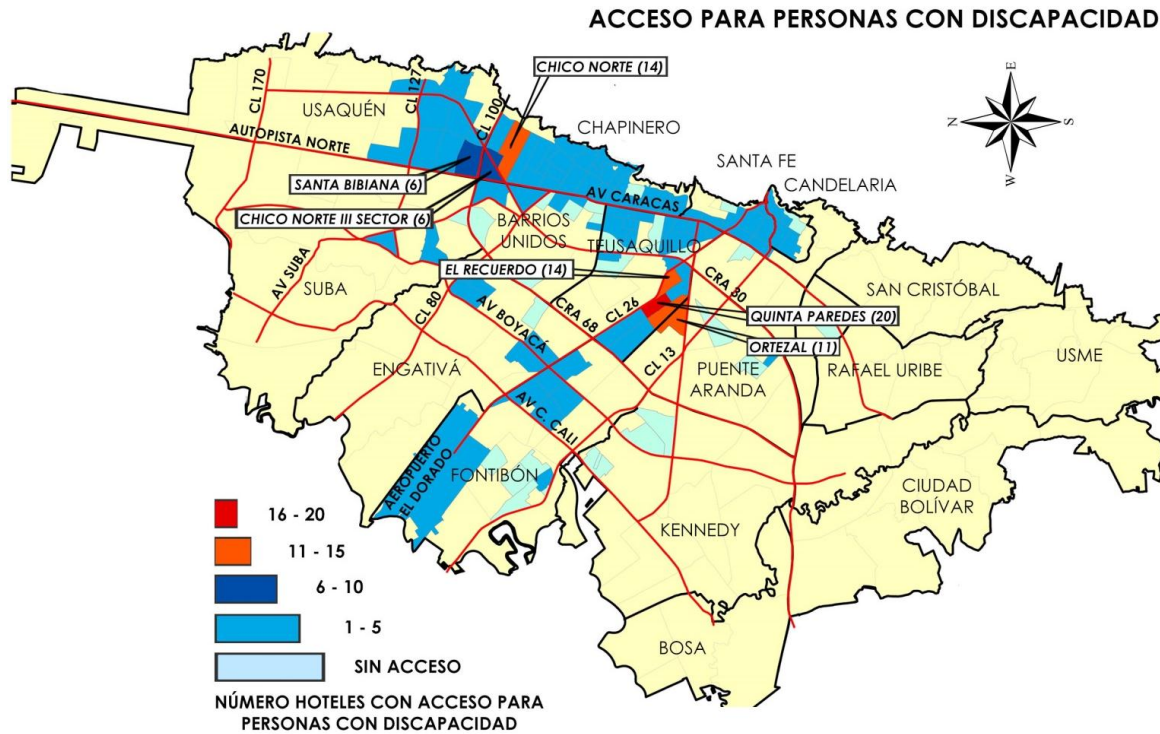 ACCESO PARA PERSONAS CON DISCAPACIDAD
CHICO NORTE (14)
E
N
S
W
CL 170
CL 127
CL 100
USAQUÉN
CHAPINERO
AUTOPISTA NORTE
SANTA FE
SANTA BIBIANA (6)
CANDELARIA
AV CARACAS
CHICO NORTE III SECTOR (6)
BARRIOS
UNIDOS
TEUSAQUILLO
AV SUBA
EL RECUERDO (14)
CRA 30
SUBA
SAN CRISTÓBAL
CL 80
AV BOYACÁ
CRA 68
CL 26
QUINTA PAREDES (20)
ORTEZAL (11)
USME
ENGATIVÁ
CL 13
PUENTE
ARANDA
RAFAEL URIBE
AV C. CALI
AEROPUERTO
EL DORADO
FONTIBÓN
CIUDAD
BOLÍVAR
KENNEDY
BOSA
16 - 20
11 - 15
6 - 10
1 - 5
SIN ACCESO
NÚMERO HOTELES CON ACCESO PARA
PERSONAS CON DISCAPACIDAD